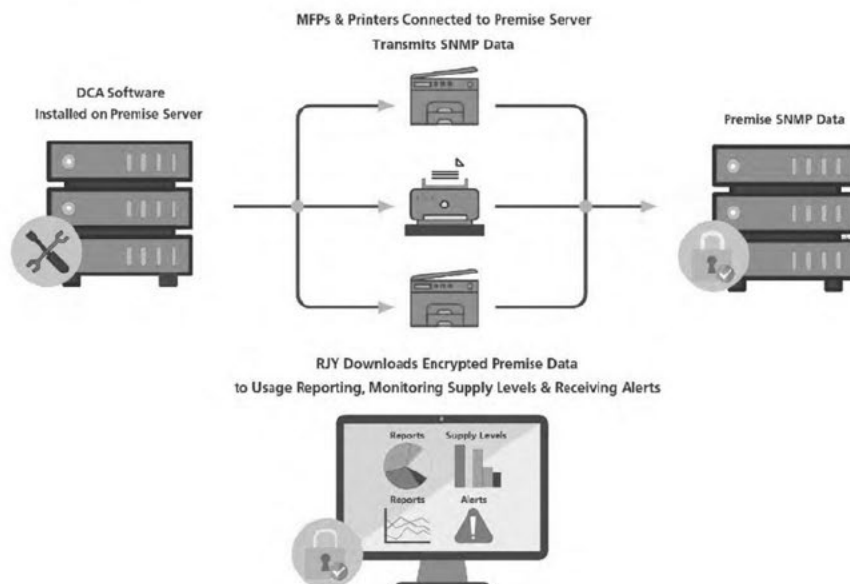 MFPs & Printers Connected to Premise Server
Transmits SNMP Data
DCA Software
Installed on Premise Server
Premise SNMP Data
RJY Downloads Encrypted Premise Data
to Usage Reporting, Monitoring Supply Levels & Receiving Alerts
Reports
Supply Levels
Reports
Alerts